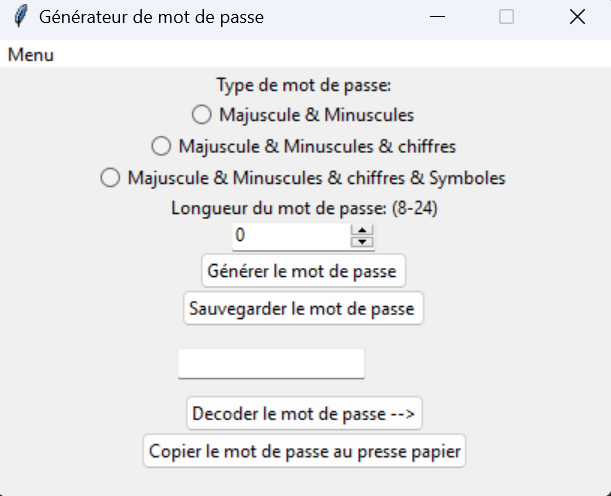 Générateur de mot de passe
Menu
Type de mot de passe:
Majuscule & Minuscules
Majuscule & Minuscules & chiffres
Majuscule & Minuscules & chiffres & Symboles
Longueur du mot de passe: (8-24)
0
Générer le mot de passe
Sauvegarder le mot de passe
Decoder le mot de passe -->
Copier le mot de passe au presse papier